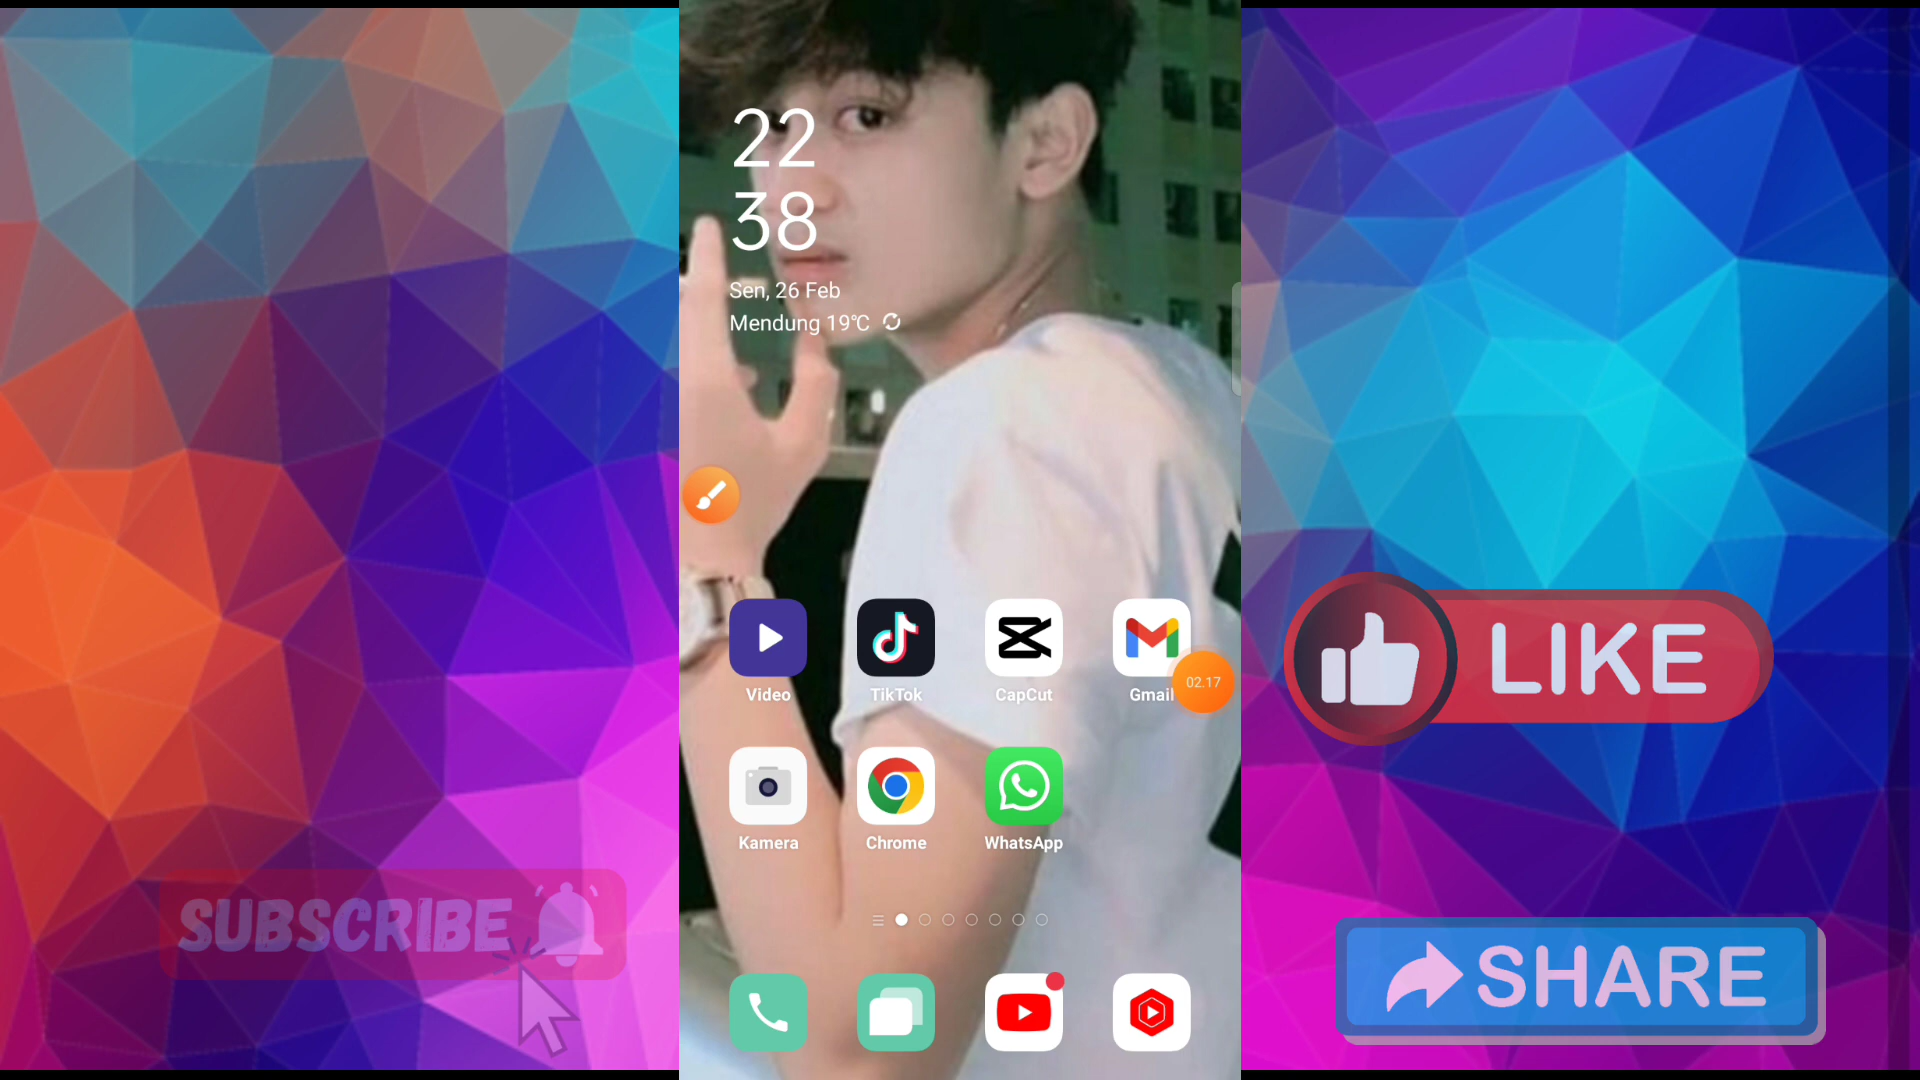 22
38
Sen, 26 Feb
Mendung 19°C
Video
TikTok
CapCut
Gmail
02.17
Kamera
Chrome
WhatsApp
SUBSCRIBE
LIKE
SHARE